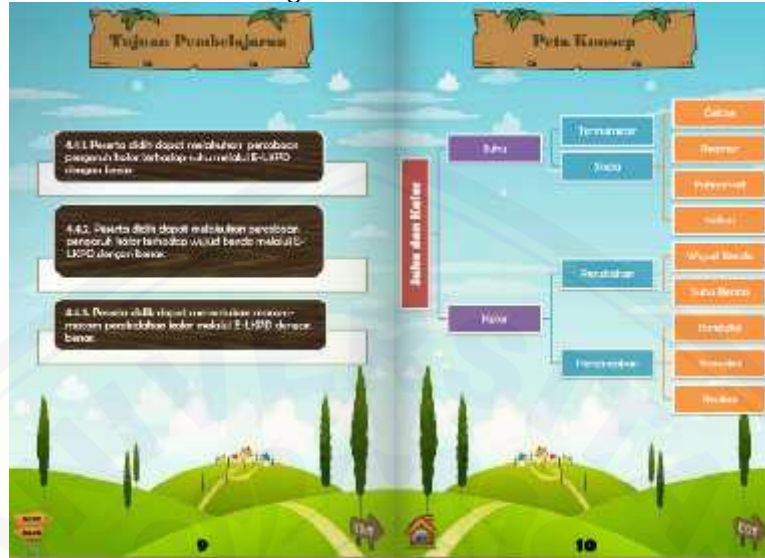 Tujuan Pembelajaran
4.4.1. Peserta didik dapat melakukan percobaan
pengaruh kalor terhadap suhu melalui E-LKPD
dengan benar.
4.4.2. Peserta didik dapat melakukan percobaan
pengaruh kalor terhadap wujud benda melalui E-
LKPD dengan benar.
4.4.3. Peserta didik dapat menentukan macam-
macam perpindahan kalor melalui E-LKPD dengan
benar.
9
Peta Konsep
Suhu dan Kalor
Suhu
Termometer
Skala
Celcius
Reamur
Fahrenheit
Kelvin
Kalor
Perubahan
Wujud Benda
Suhu Benda
Perpindahan
Konduksi
Konveksi
Radiasi
10